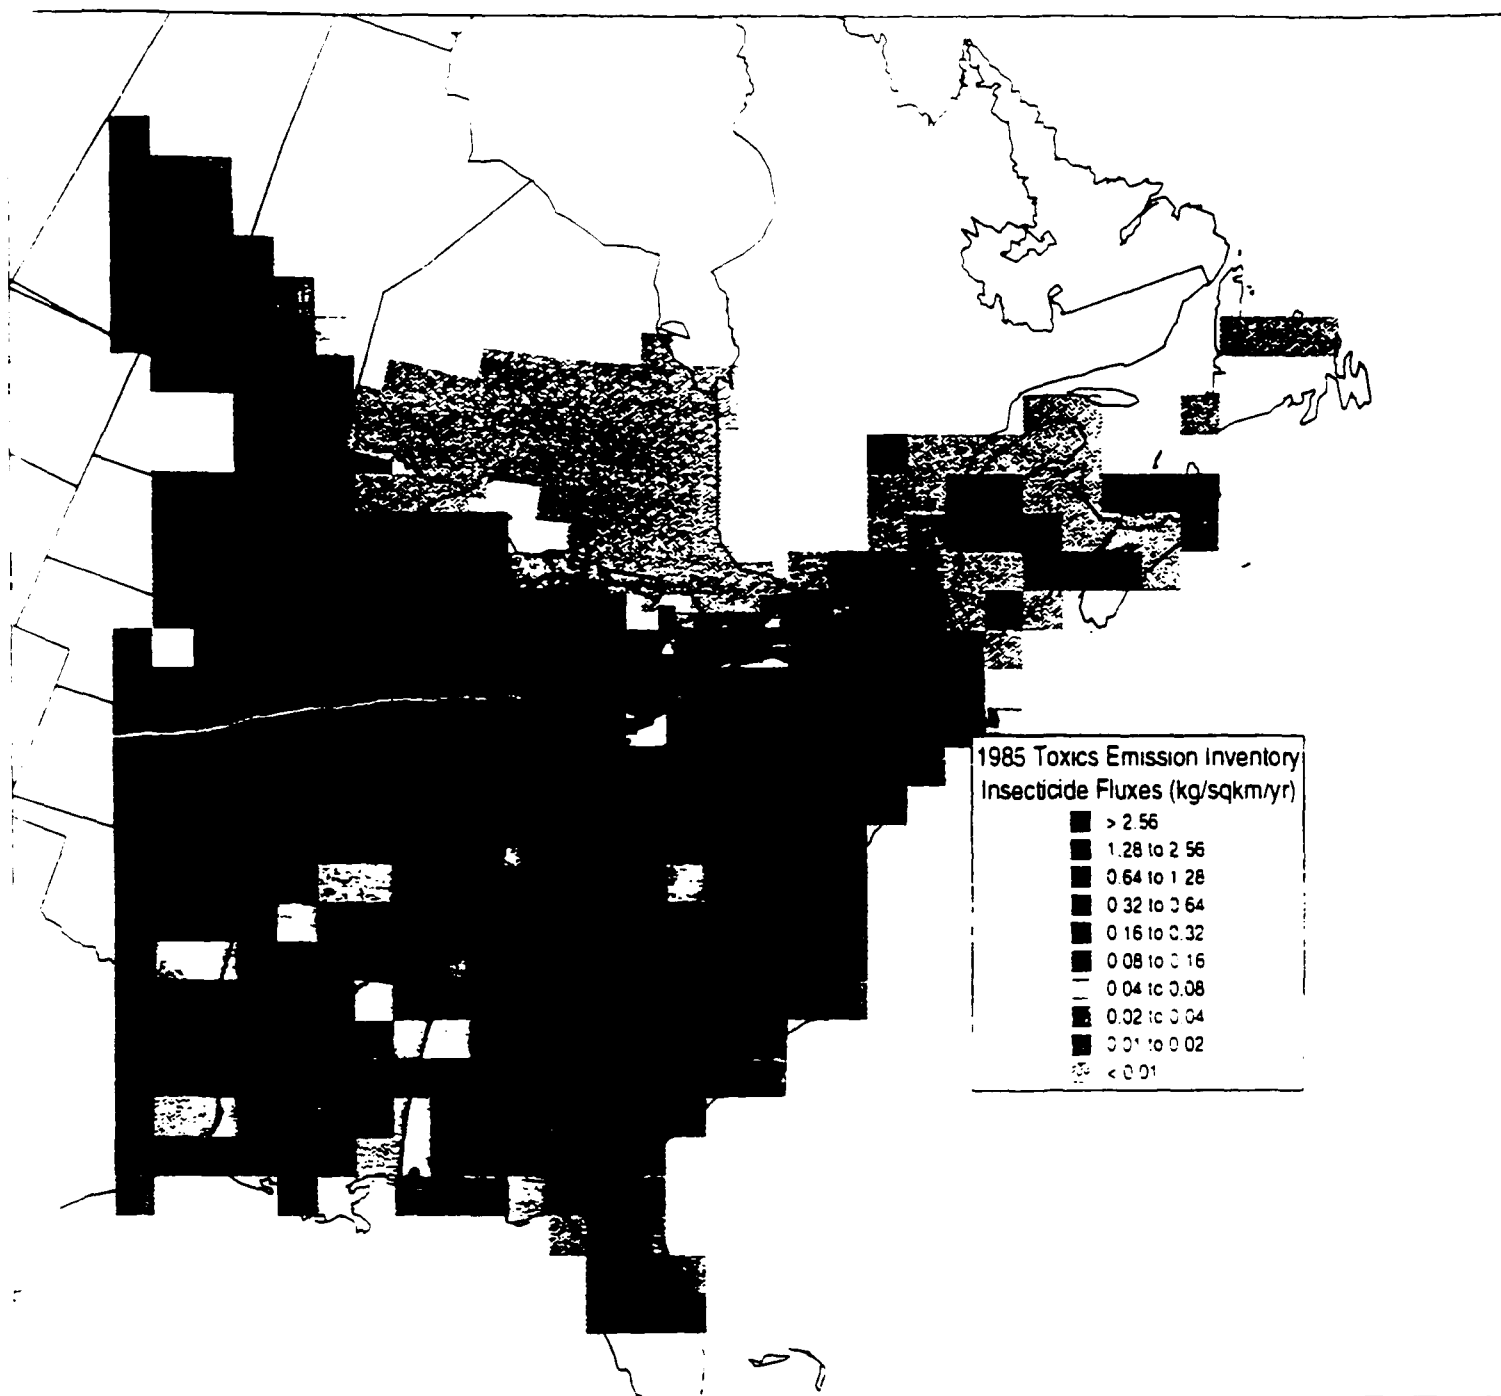 1985 Toxics Emission Inventory
Insecticide Fluxes (kg/sqkm/yr)
> 2.56
1.28 to 2.56
0.64 to 1.28
0.32 to 0.64
0.16 to 0.32
0.08 to 0.16
0.04 to 0.08
0.02 to 0.04
0.01 to 0.02
< 0.01